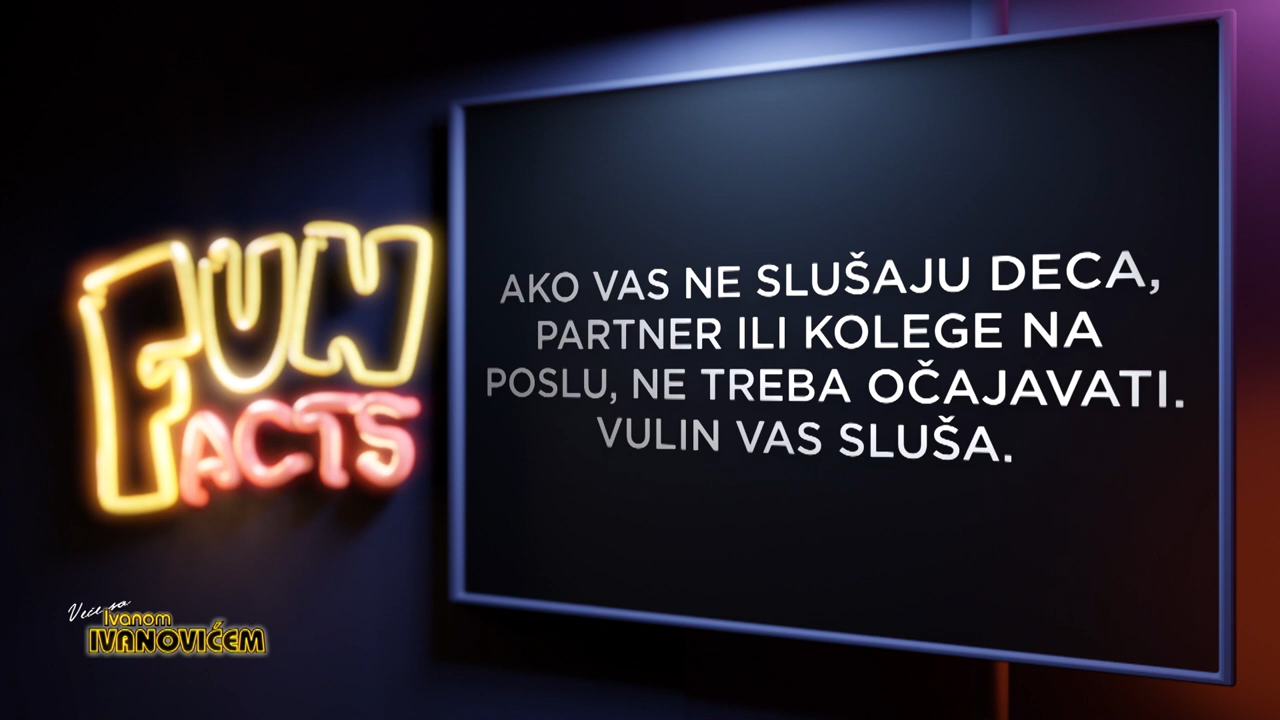 FUN
FACTS
AKO VAS NE SLUŠAJU DECA,
PARTNER ILI KOLEGE NA
POSLU, NE TREBA OČAJAVATI.
VULIN VAS SLUŠA.
Veče sa
Ivanom
IVANOVIĆEM